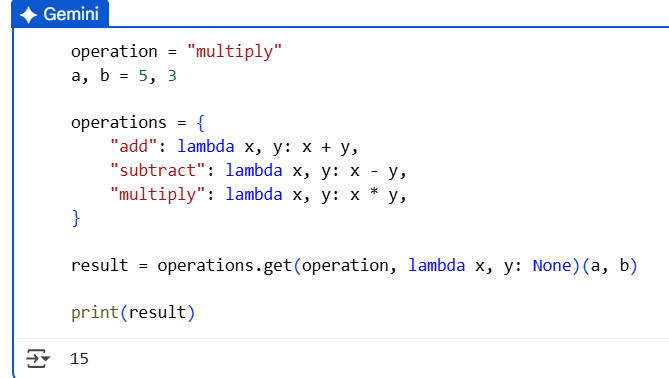 Gemini
operation = "multiply"
a, b = 5, 3
operations = {
    "add": lambda x, y: x + y,
    "subtract": lambda x, y: x - y,
    "multiply": lambda x, y: x * y,
}
result = operations.get(operation, lambda x, y: None)(a, b)
print(result)
15